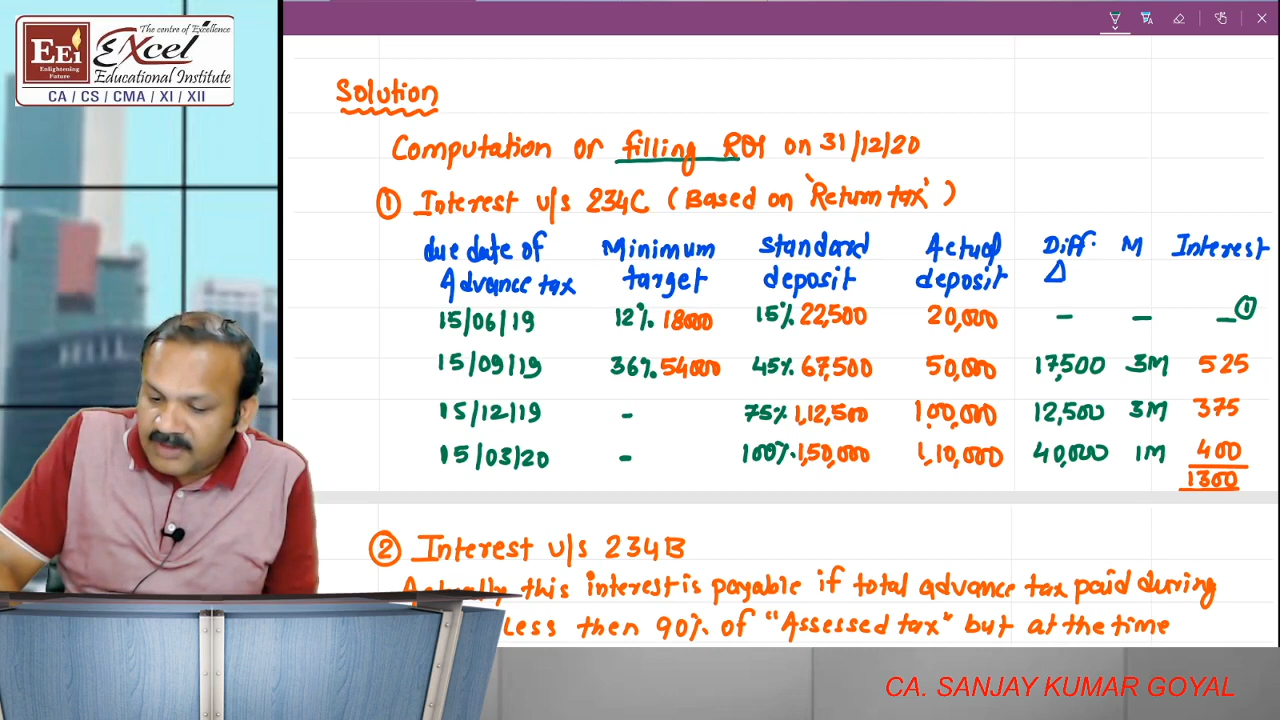 The centre of Excellence
EEi
Enlightening
Future
EXcel
Educational Institute
CA / CS / CMA / XI / XII
Solution
Computation or filling ROI on 31/12/20
① Interest u/s 234C (Based on 'Return tax')
due date of Advance tax Minimum target standard deposit Actual deposit Diff. Δ M Interest
15/06/19 12% 18000 15% 22,500 20,000 — — — ①
15/09/19 36% 54000 45% 67,500 50,000 17,500 3M 525
15/12/19 - 75% 1,12,500 1,00,000 12,500 3M 375
15/03/20 - 100% 1,50,000 1,10,000 40,000 1M 400
1300
② Interest u/s 234B
Actually this interest is payable if total advance tax paid during
Less then 90% of "Assessed tax" but at the time
CA. SANJAY KUMAR GOYAL